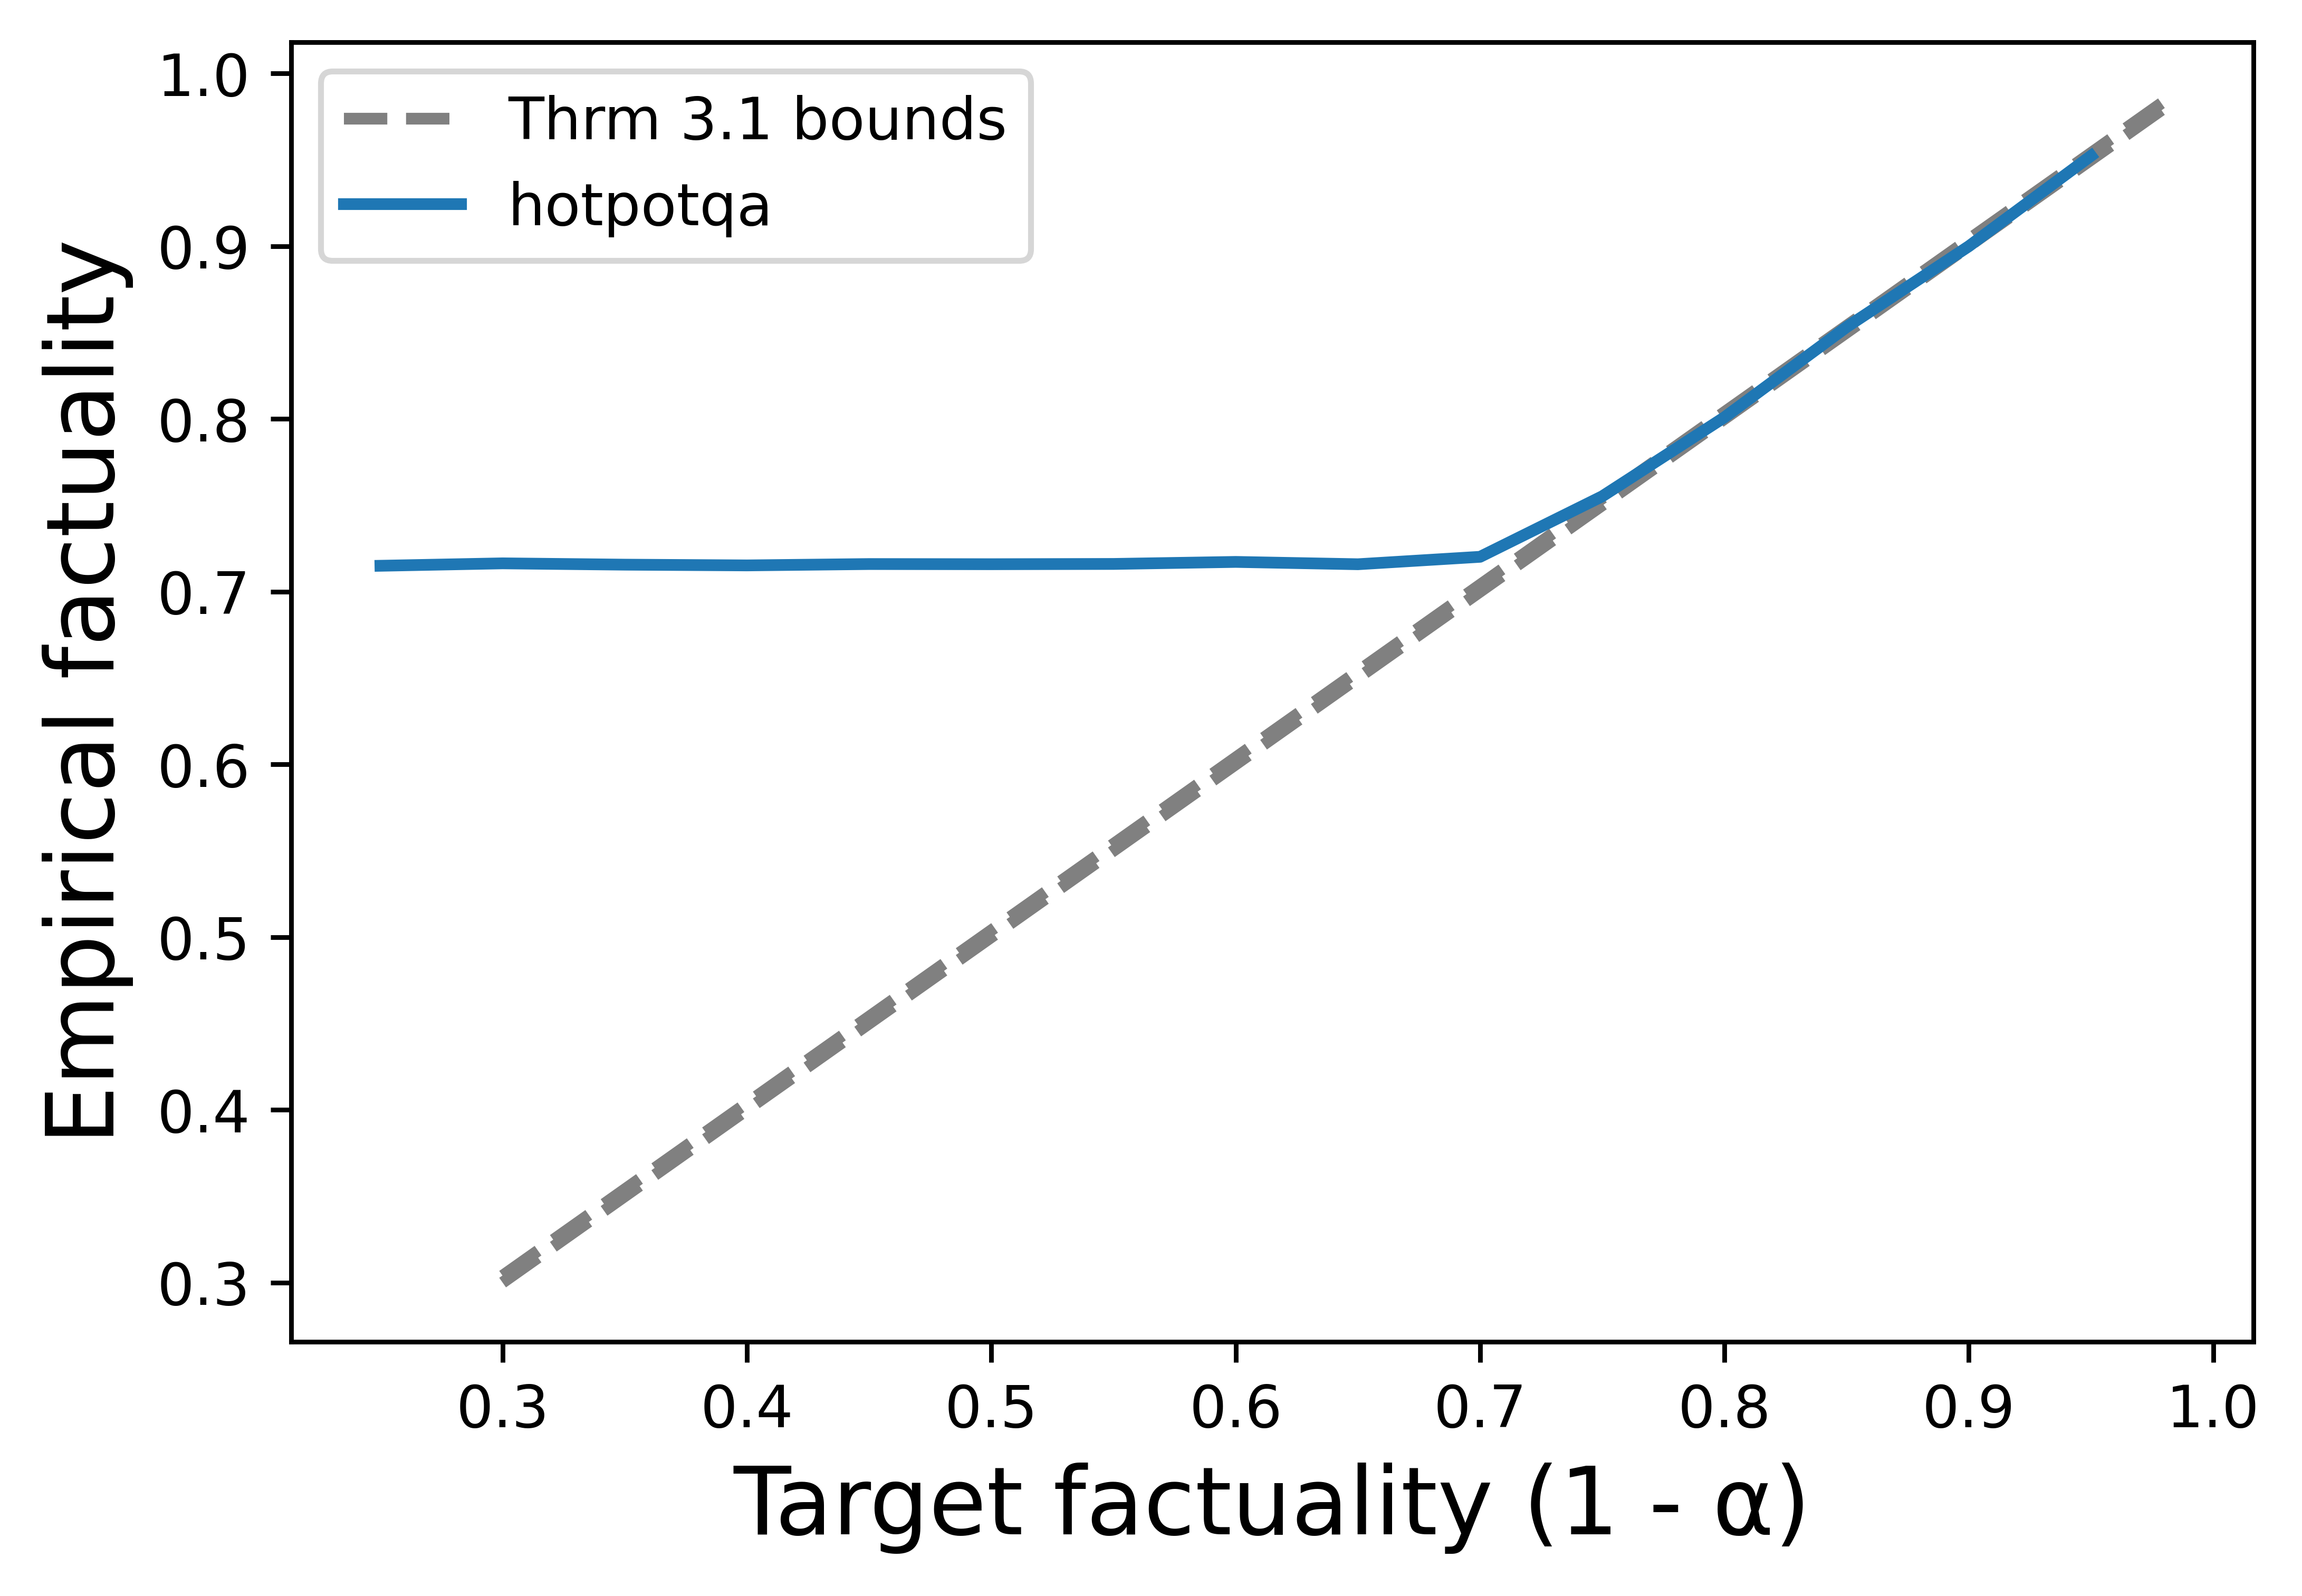 Thrm 3.1 bounds
hotpotqa
Empirical factuality
1.0
0.9
0.8
0.7
0.6
0.5
0.4
0.3
0.3 0.4 0.5 0.6 0.7 0.8 0.9 1.0
Target factuality (1 - α)